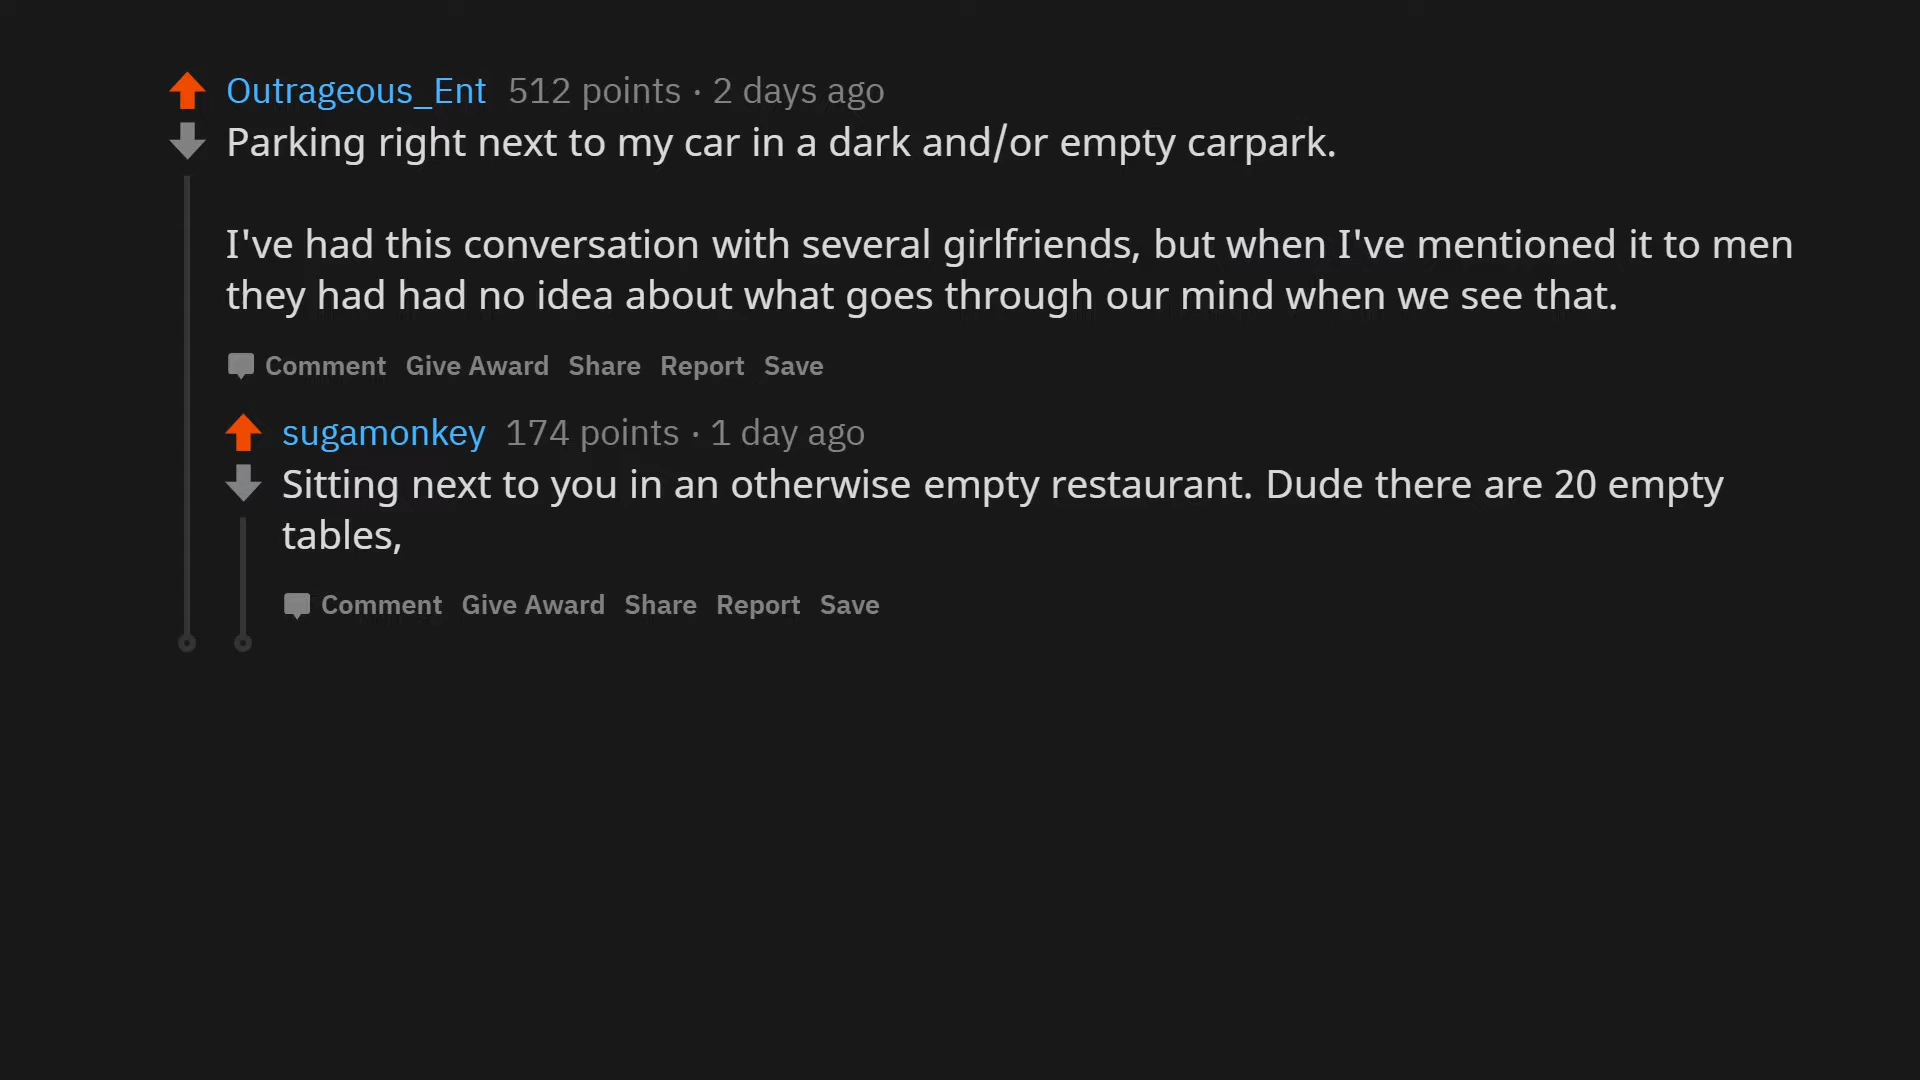 Outrageous_Ent 512 points · 2 days ago
Parking right next to my car in a dark and/or empty carpark.
I've had this conversation with several girlfriends, but when I've mentioned it to men
they had had no idea about what goes through our mind when we see that.
Comment Give Award Share Report Save
sugamonkey 174 points · 1 day ago
Sitting next to you in an otherwise empty restaurant. Dude there are 20 empty
tables,
Comment Give Award Share Report Save